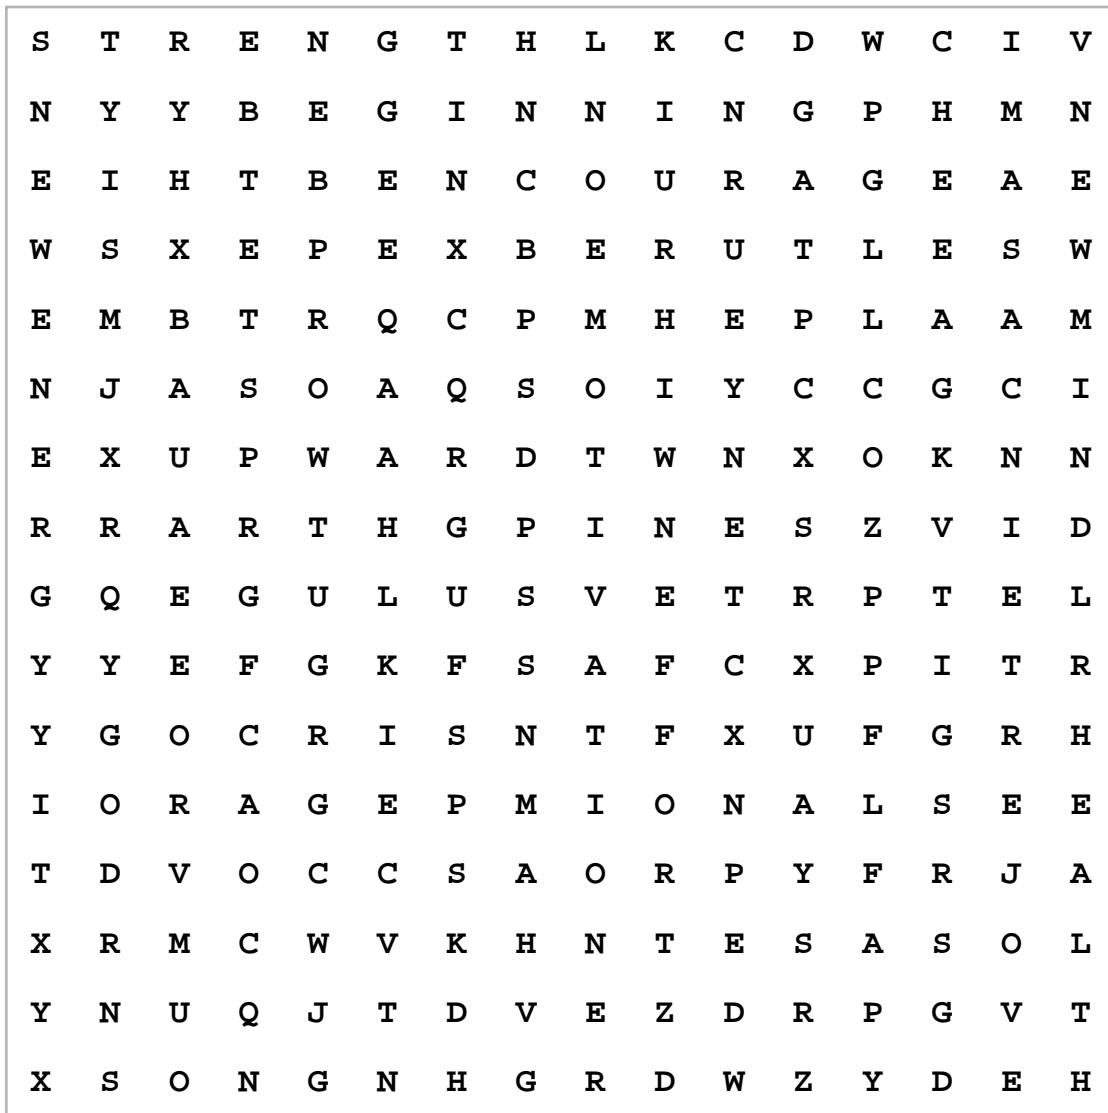 S T R E N G T H L K C D W C I V
N Y Y B E G I N N I N G P H M N
E I H T B E N C O U R A G E A E
W S X E P E X B E R U T L E S W
E M B T R Q C P M H E P L A A M
N J A S O A Q S O I Y C C G C I
E X U P W A R D T W N X O K N N
R R A R T H G P I N E S Z V I D
G Q E G U L U S V E T R P T E L
Y Y E F G K F S A F C X P I T R
Y G O C R I S N T F X U F G R H
I O R A G E P M I O N A L S E E
T D V O C C S A O R P Y F R J A
X R M C W V K H N T E S A S O L
Y N U Q J T D V E Z D R P G V T
X S O N G N H G R D W Z Y D E H